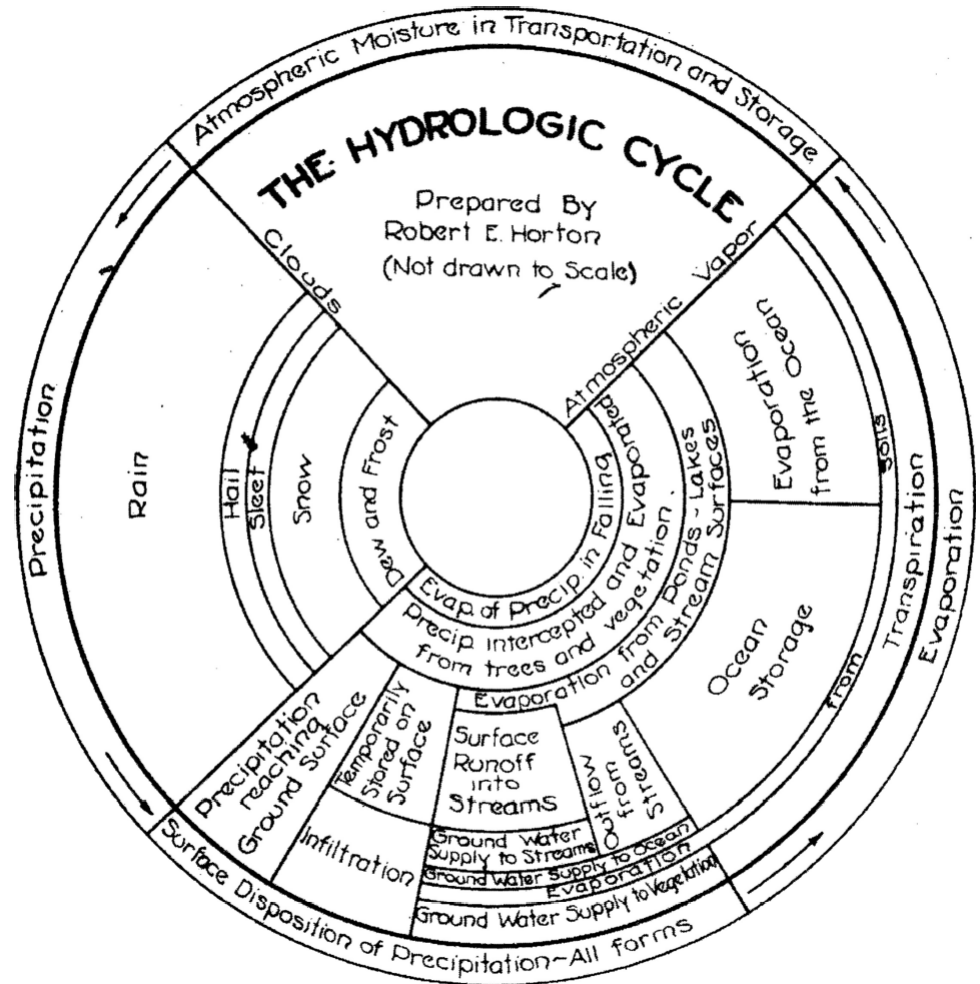 Atmospheric Moisture in Transportation and Storage
THE HYDROLOGIC CYCLE
Prepared By
Robert E. Horton
(Not drawn to Scale)
Clouds
Atmospheric Vapor
Precipitation
Rain
Hail
Sleet
Snow
Dew and Frost
Evap. of Precip. in Falling
Precip intercepted and Evaporated
from trees and vegetation.
Evaporation from Ponds - Lakes
and Stream Surfaces
Evaporated
Evaporation
from the Ocean
Ocean
Storage
Evaporation
from
soils
Transpiration
Evaporation
Precipitation
reaching
Ground Surface
Temporarily
Stored on
Surface
Infiltration
Surface
Runoff
into
Streams
Outflow
from
Streams
Ground Water
Supply to Streams
Ground Water Supply to Ocean
Ground Water Supply to Vegetation
Surface Disposition of Precipitation~All forms